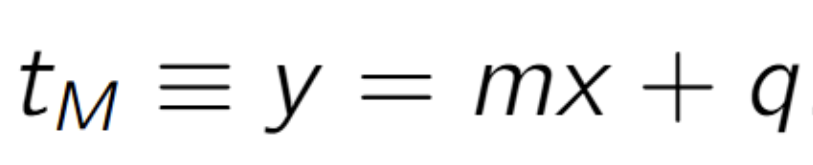 t_M ≡ y = mx + q